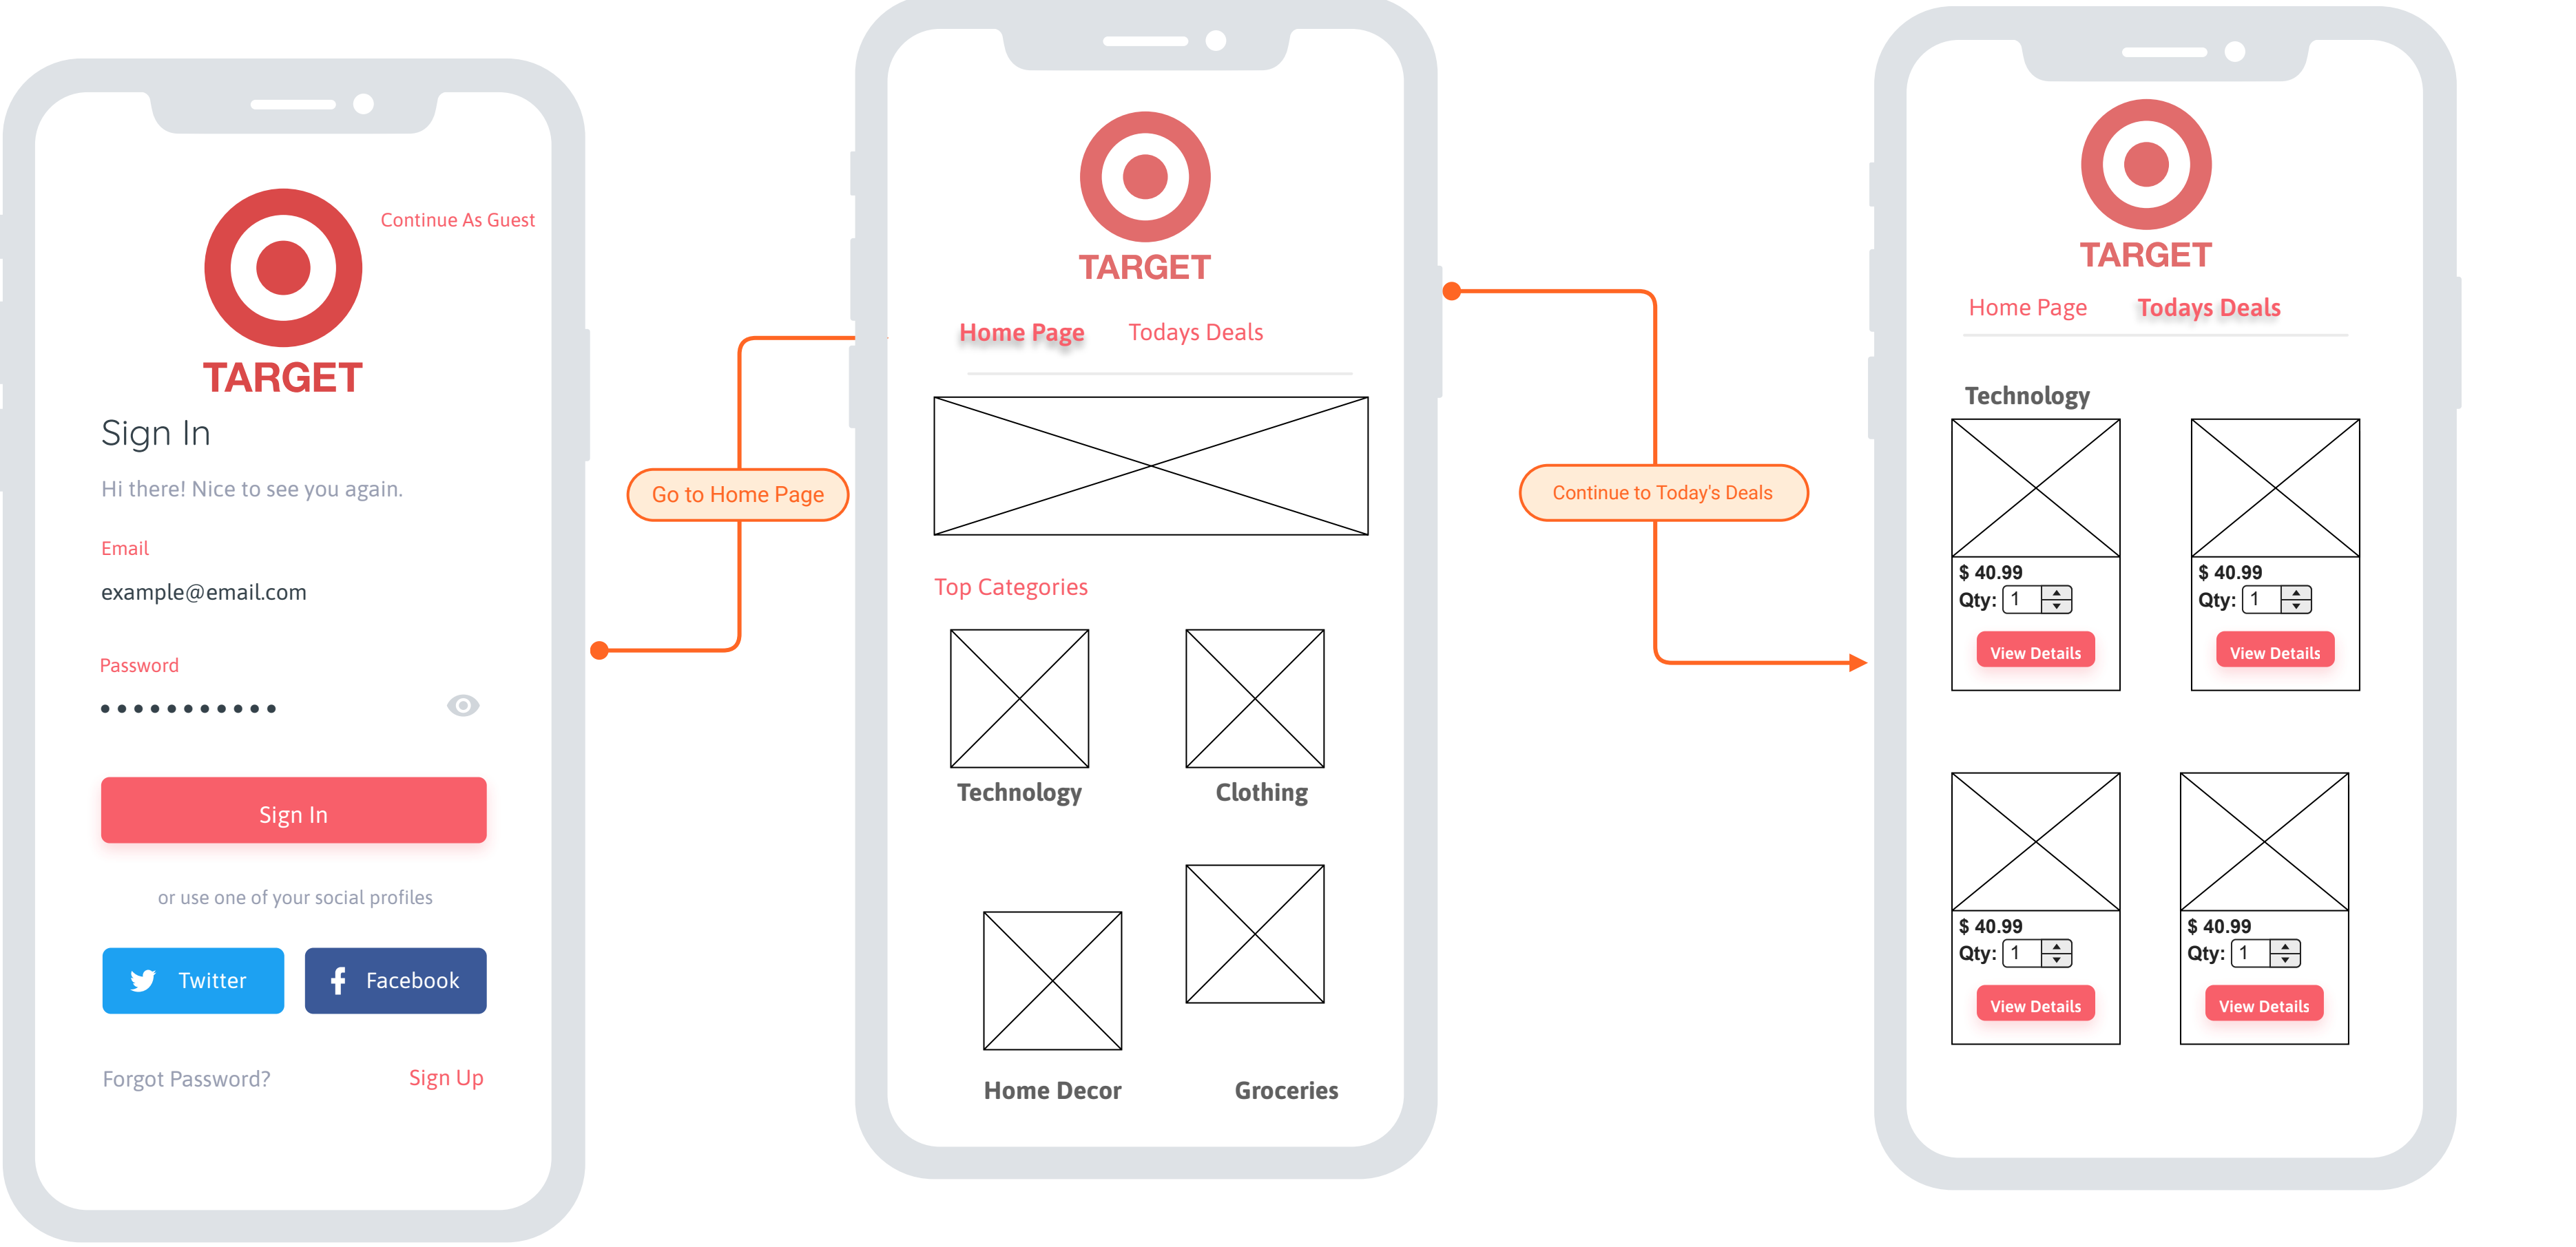 TARGET
Continue As Guest
Sign In
Hi there! Nice to see you again.
Email
example@email.com
Password
Sign In
or use one of your social profiles
Twitter
Facebook
Forgot Password?
Sign Up
Go to Home Page
TARGET
Home Page
Todays Deals
Top Categories
Technology
Clothing
Home Decor
Groceries
Continue to Today's Deals
TARGET
Home Page
Todays Deals
Technology
$ 40.99
Qty: 1
View Details
$ 40.99
Qty: 1
View Details
$ 40.99
Qty: 1
View Details
$ 40.99
Qty: 1
View Details